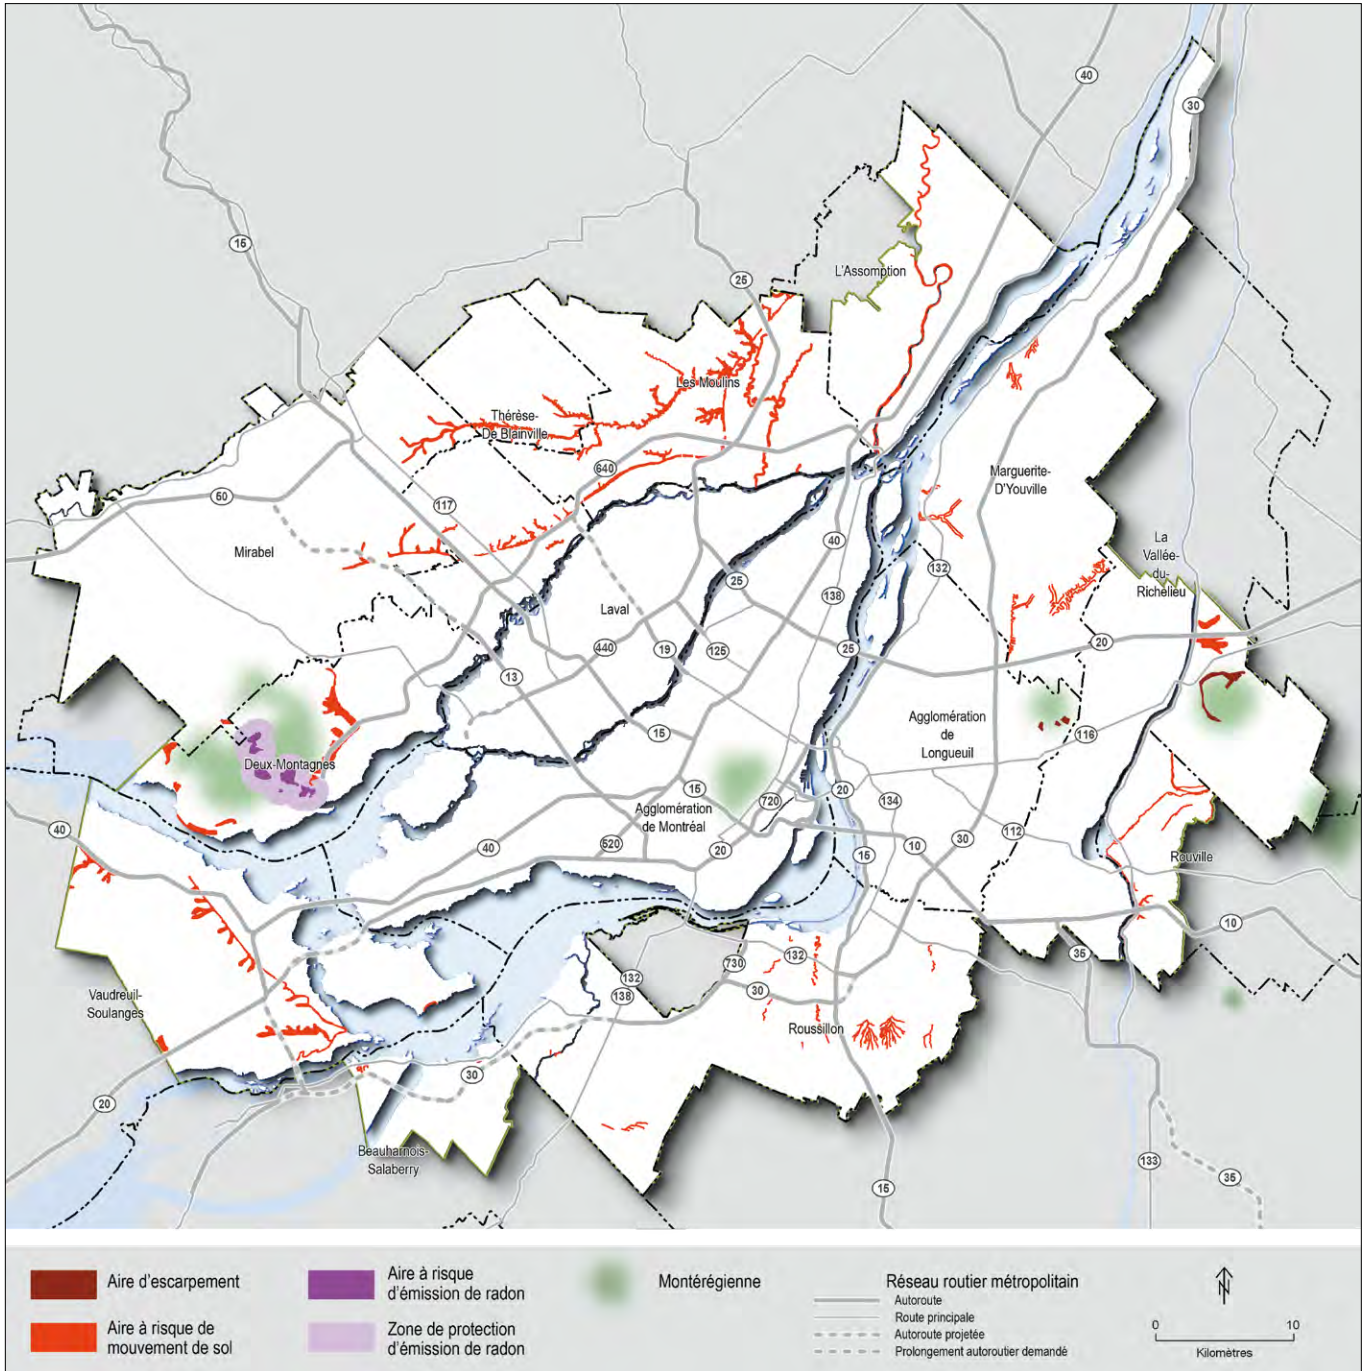 40
30
15
25
L'Assomption
Les Moulins
Thérèse-
De Blainville
640
50
117
Marguerite-
D'Youville
Mirabel
40
La
Vallée-
du-
Richelieu
132
25
138
Laval
20
440
19
125
25
13
15
Agglomération
de
Longueuil
116
Deux-Montagnes
15
720
20
134
Agglomération
de Montréal
40
520
20
15
10
30
112
Rouville
40
10
35
132
730
132
138
30
Vaudreuil-
Soulanges
Roussillon
30
20
Beauharnois-
Salaberry
133
35
15
Aire d'escarpement
Aire à risque de
mouvement de sol
Aire à risque
d'émission de radon
Zone de protection
d'émission de radon
Montérégienne
Réseau routier métropolitain
Autoroute
Route principale
Autoroute projetée
Prolongement autoroutier demandé
N
0 10
Kilomètres